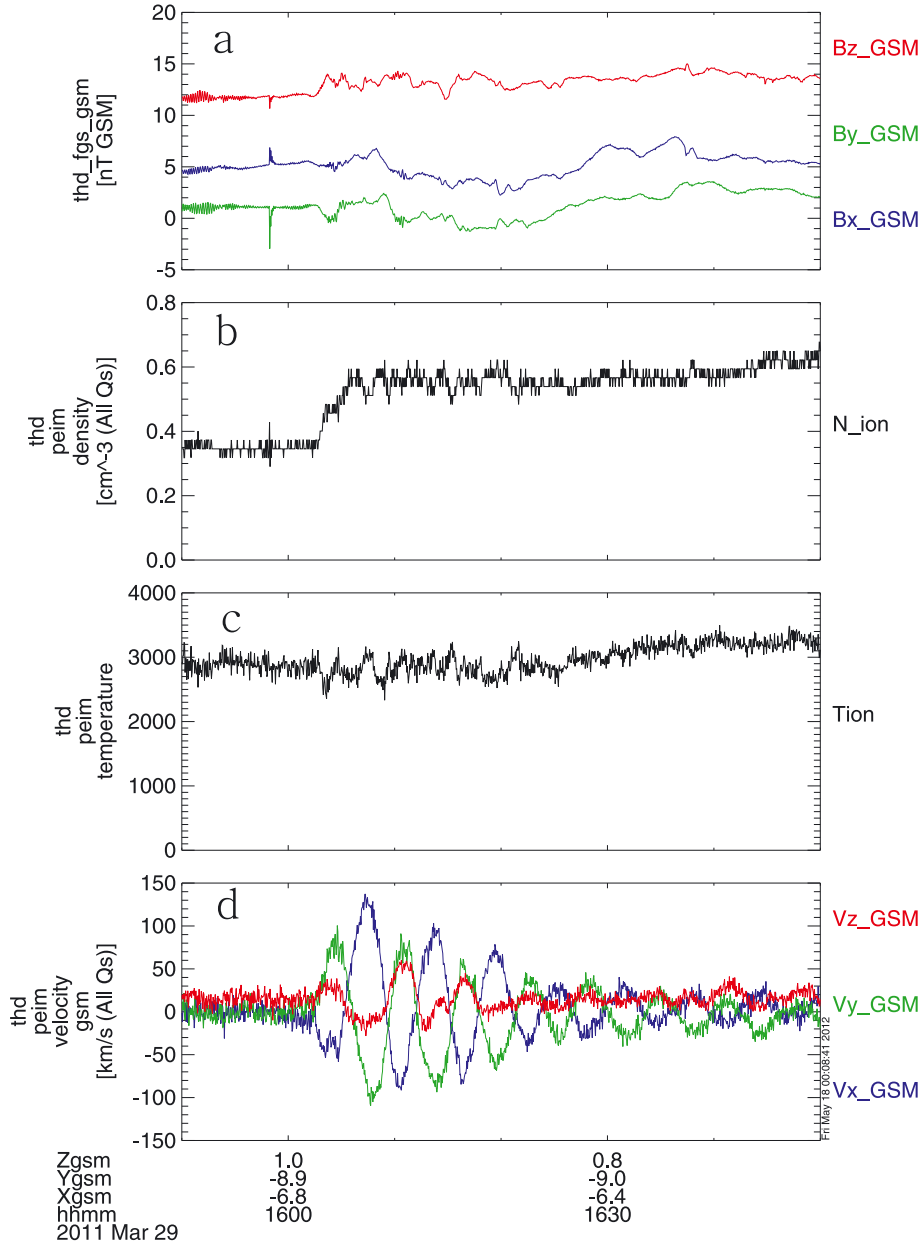 20
15
10
5
0
-5
thd_fgs_gsm
[nT GSM]
a
Bz_GSM
By_GSM
Bx_GSM
0.8
0.6
0.4
0.2
0.0
thd
peim
density
[cm^-3 (All Qs)]
b
N_ion
4000
3000
2000
1000
0
thd
peim
temperature
c
Tion
150
100
50
0
-50
-100
-150
thd
peim
velocity
gsm
[km/s (All Qs)]
d
Vz_GSM
Vy_GSM
Vx_GSM
Fri May 18 00:08:41 2012
Zgsm 1.0 0.8
Ygsm -8.9 -9.0
Xgsm -6.8 -6.4
hhmm 1600 1630
2011 Mar 29